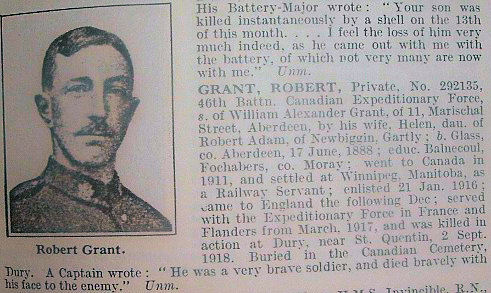 His Battery-Major wrote : "Your son was
killed instantaneously by a shell on the 13th
of this month. . . . I feel the loss of him very
much indeed, as he came out with me with
the battery, of which not very many are now
with me." Unm.
GRANT, ROBERT, Private, No. 292135,
46th Battn. Canadian Expeditionary Force,
s. of William Alexander Grant, of 11, Marischal
Street, Aberdeen, by his wife, Helen, dau. of
Robert Adam, of Newbiggin, Gartly ; b. Glass,
co. Aberdeen, 17 June, 1888 ; educ. Balnecoul,
Fochabers, co. Moray ; went to Canada in
1911, and settled at Winnipeg, Manitoba, as
a Railway Servant ; enlisted 21 Jan. 1916 ;
came to England the following Dec ; served
with the Expeditionary Force in France and
Flanders from March, 1917, and was killed in
action at Dury, near St. Quentin, 2 Sept.
1918. Buried in the Canadian Cemetery,
Robert Grant.
Dury. A Captain wrote : "He was a very brave soldier, and died bravely with
his face to the enemy." Unm.
H.M.S. Invincible, R.N.,